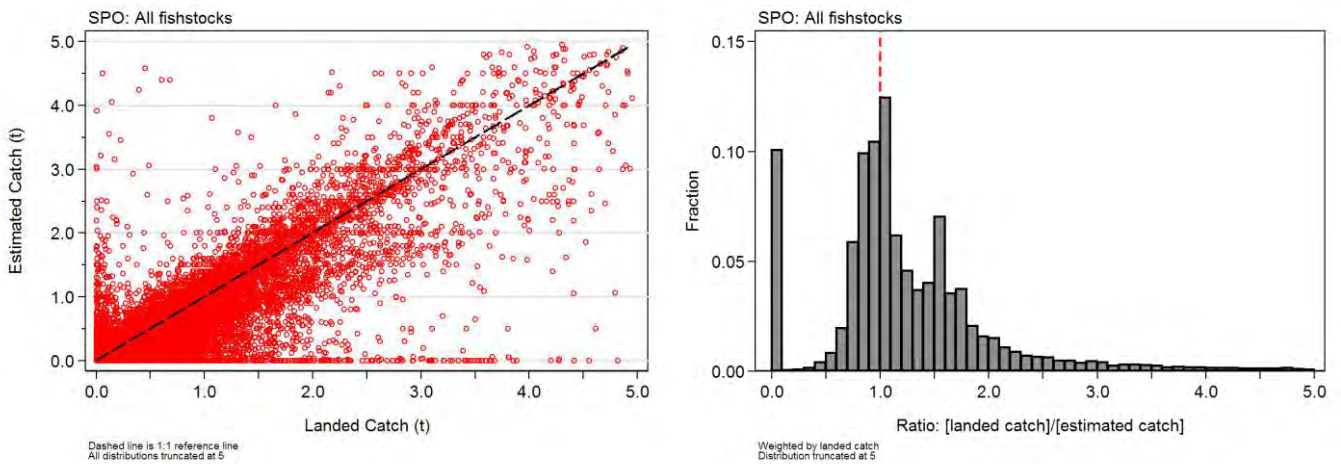 SPO: All fishstocks
5.0
4.0
3.0
2.0
1.0
0.0
Estimated Catch (t)
0.0 1.0 2.0 3.0 4.0 5.0
Landed Catch (t)
Dashed line is 1:1 reference line
All distributions truncated at 5
SPO: All fishstocks
0.15
0.10
0.05
0.00
Fraction
0.0 1.0 2.0 3.0 4.0 5.0
Ratio: [landed catch]/[estimated catch]
Weighted by landed catch
Distribution truncated at 5